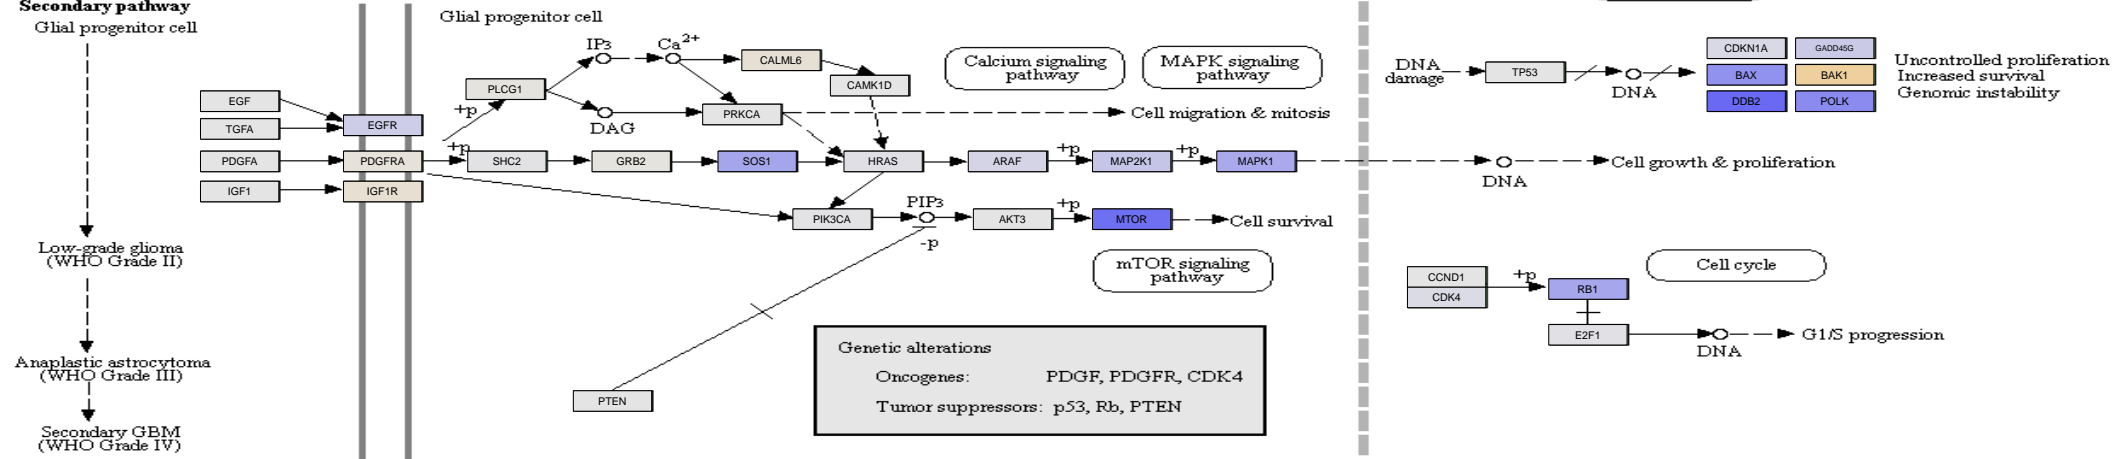 Secondary pathway
Glial progenitor cell
Low-grade glioma
(WHO Grade II)
Anaplastic astrocytoma
(WHO Grade III)
Secondary GBM
(WHO Grade IV)
EGF
TGFA
PDGFA
IGF1
EGFR
PDGFRA
IGF1R
Glial progenitor cell
+p
PLCG1
IP3
Ca2+
DAG
CALML6
CAMK1D
PRKCA
Calcium signaling
pathway
MAPK signaling
pathway
Cell migration & mitosis
+p
SHC2
GRB2
SOS1
HRAS
ARAF
+p
MAP2K1
+p
MAPK1
DNA
Cell growth & proliferation
PIK3CA
PIP3
-p
AKT3
+p
MTOR
Cell survival
mTOR signaling
pathway
PTEN
Genetic alterations
Oncogenes: PDGF, PDGFR, CDK4
Tumor suppressors: p53, Rb, PTEN
DNA
damage
TP53
DNA
CDKN1A
GADD45G
BAX
BAK1
DDB2
POLK
Uncontrolled proliferation
Increased survival
Genomic instability
Cell cycle
CCND1
CDK4
+p
RB1
E2F1
DNA
G1/S progression